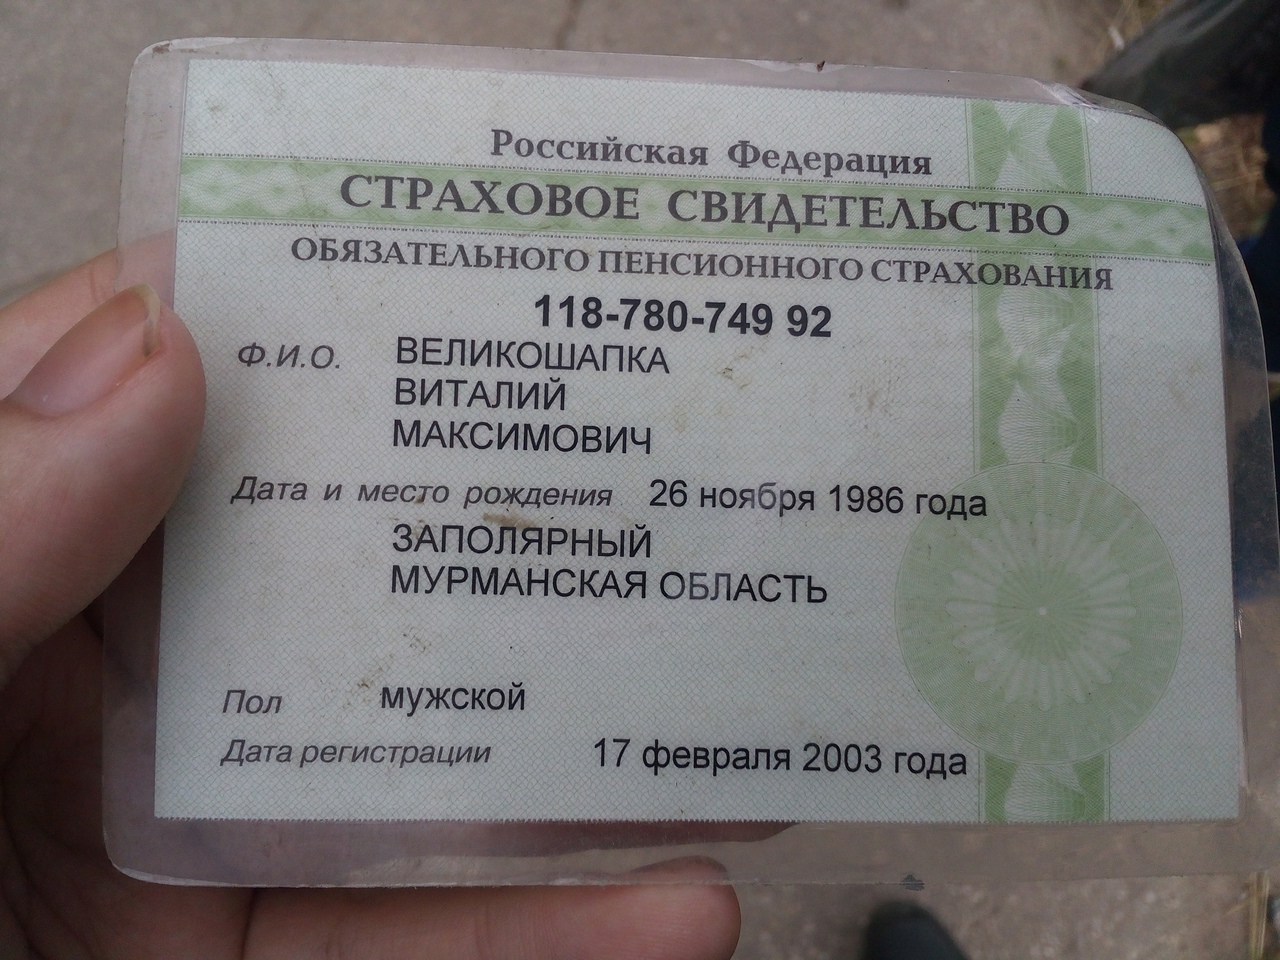 Российская Федерация
СТРАХОВОЕ СВИДЕТЕЛЬСТВО
ОБЯЗАТЕЛЬНОГО ПЕНСИОННОГО СТРАХОВАНИЯ
118-780-749 92
Ф.И.О. ВЕЛИКОШАПКА
ВИТАЛИЙ
МАКСИМОВИЧ
Дата и место рождения 26 ноября 1986 года
ЗАПОЛЯРНЫЙ
МУРМАНСКАЯ ОБЛАСТЬ
Пол мужской
Дата регистрации 17 февраля 2003 года